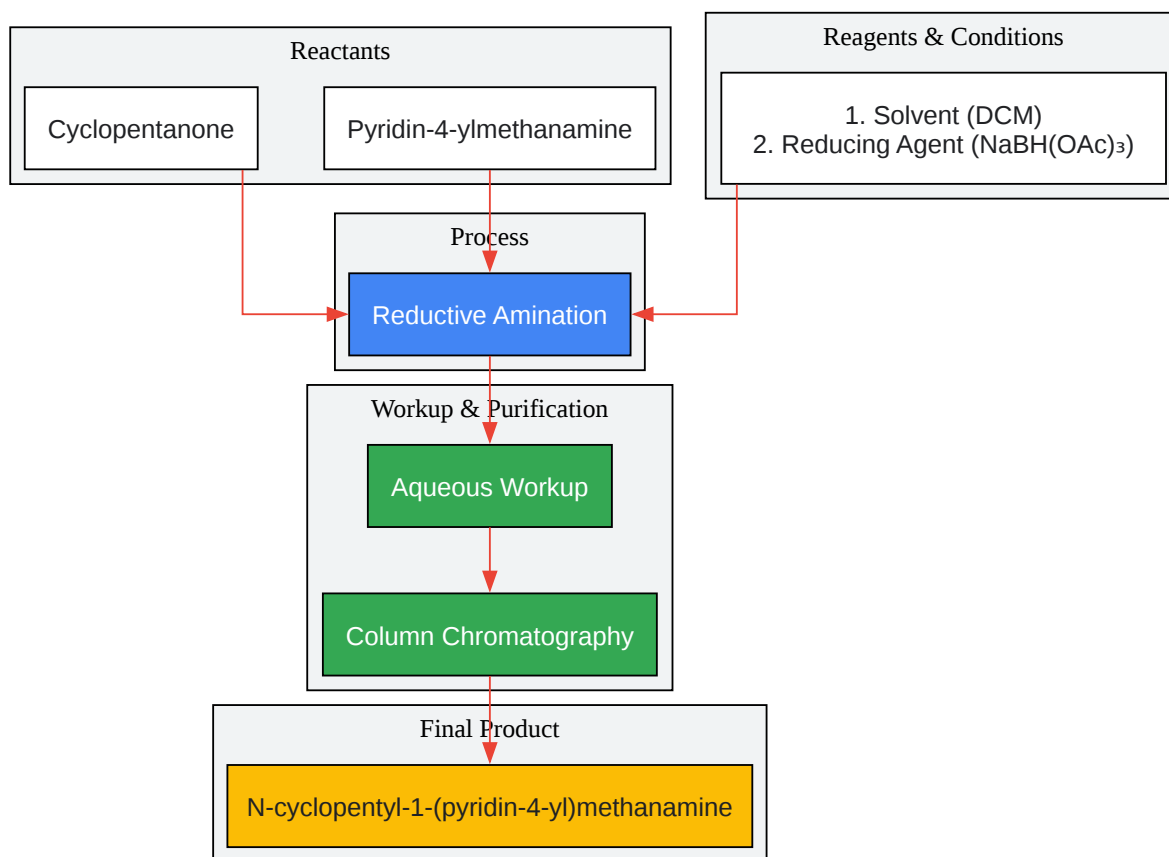 Reactants
Cyclopentanone
Pyridin-4-ylmethanamine
Reagents & Conditions
1. Solvent (DCM)
2. Reducing Agent (NaBH(OAc)₃)
Process
Reductive Amination
Workup & Purification
Aqueous Workup
Column Chromatography
Final Product
N-cyclopentyl-1-(pyridin-4-yl)methanamine